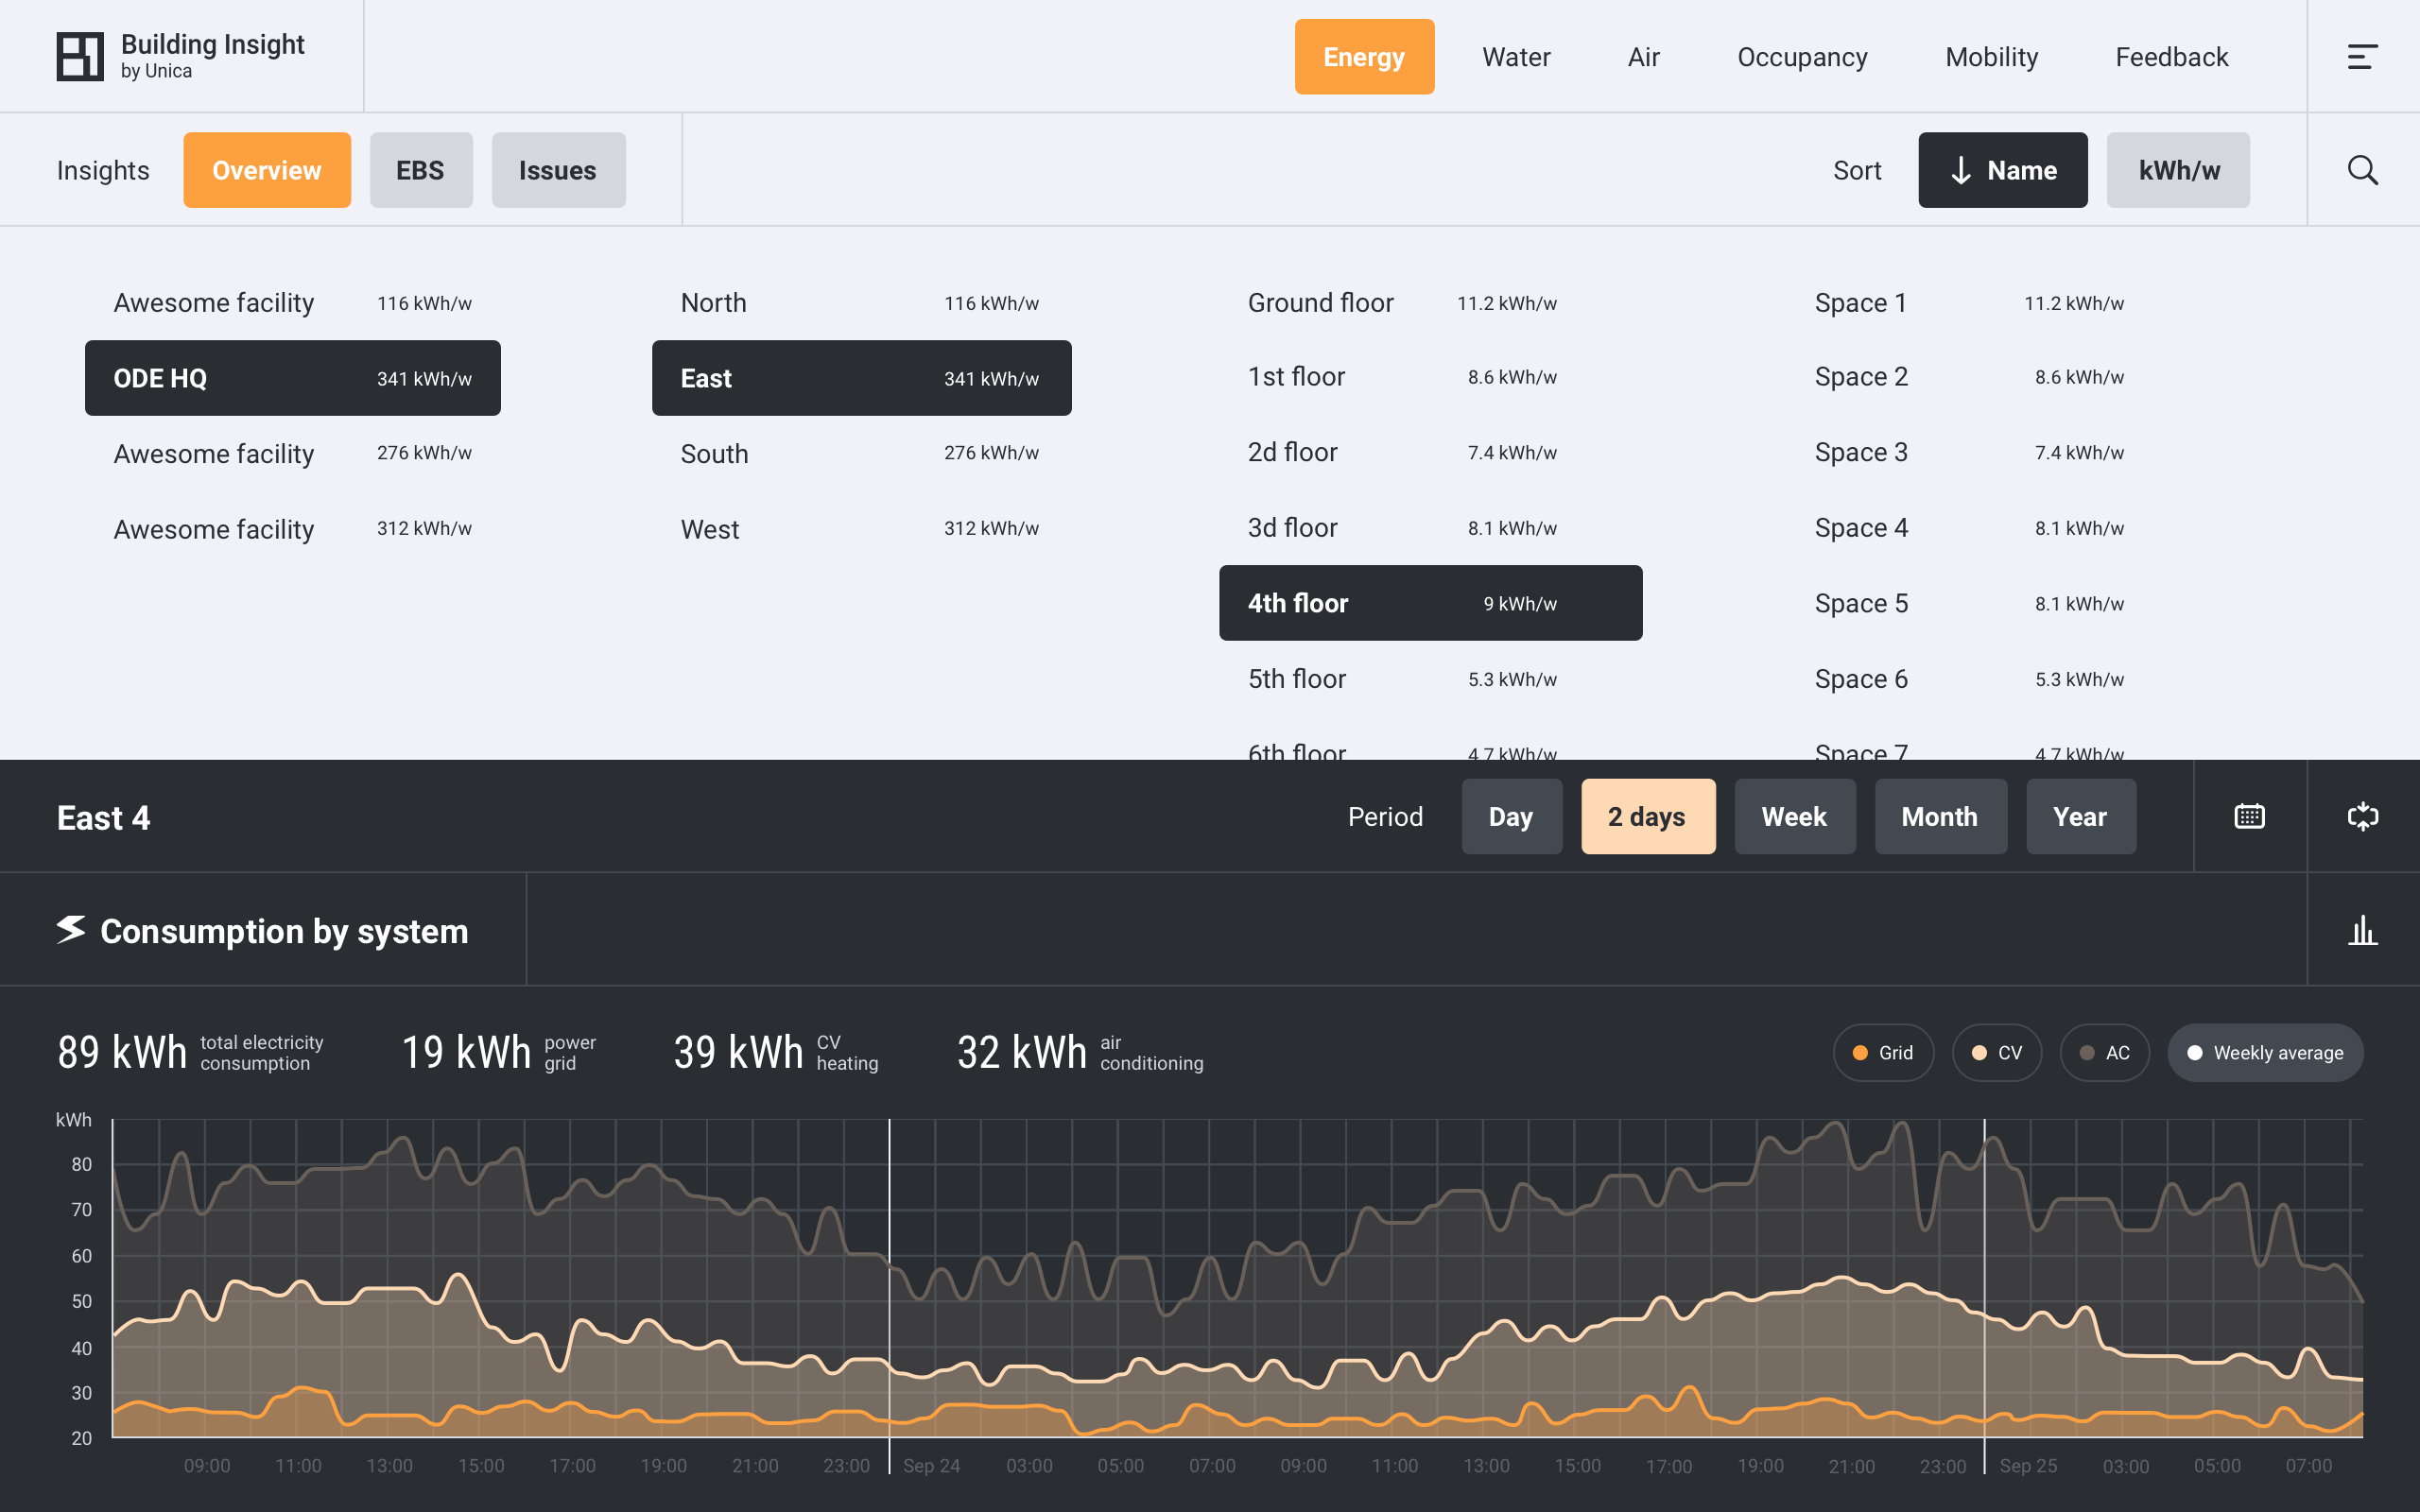 Building Insight
by Unica
Energy
Water
Air
Occupancy
Mobility
Feedback
Insights
Overview
EBS
Issues
Sort
Name
kWh/w
Awesome facility 116 kWh/w
ODE HQ 341 kWh/w
Awesome facility 276 kWh/w
Awesome facility 312 kWh/w
North 116 kWh/w
East 341 kWh/w
South 276 kWh/w
West 312 kWh/w
Ground floor 11.2 kWh/w
1st floor 8.6 kWh/w
2d floor 7.4 kWh/w
3d floor 8.1 kWh/w
4th floor 9 kWh/w
5th floor 5.3 kWh/w
6th floor 4.7 kWh/w
Space 1 11.2 kWh/w
Space 2 8.6 kWh/w
Space 3 7.4 kWh/w
Space 4 8.1 kWh/w
Space 5 8.1 kWh/w
Space 6 5.3 kWh/w
Space 7 4.7 kWh/w
East 4
Period
Day
2 days
Week
Month
Year
Consumption by system
89 kWh total electricity
consumption
19 kWh power
grid
39 kWh CV
heating
32 kWh air
conditioning
Grid
CV
AC
Weekly average
kWh
80
70
60
50
40
30
20
09:00 11:00 13:00 15:00 17:00 19:00 21:00 23:00 Sep 24 03:00 05:00 07:00 09:00 11:00 13:00 15:00 17:00 19:00 21:00 23:00 Sep 25 03:00 05:00 07:00